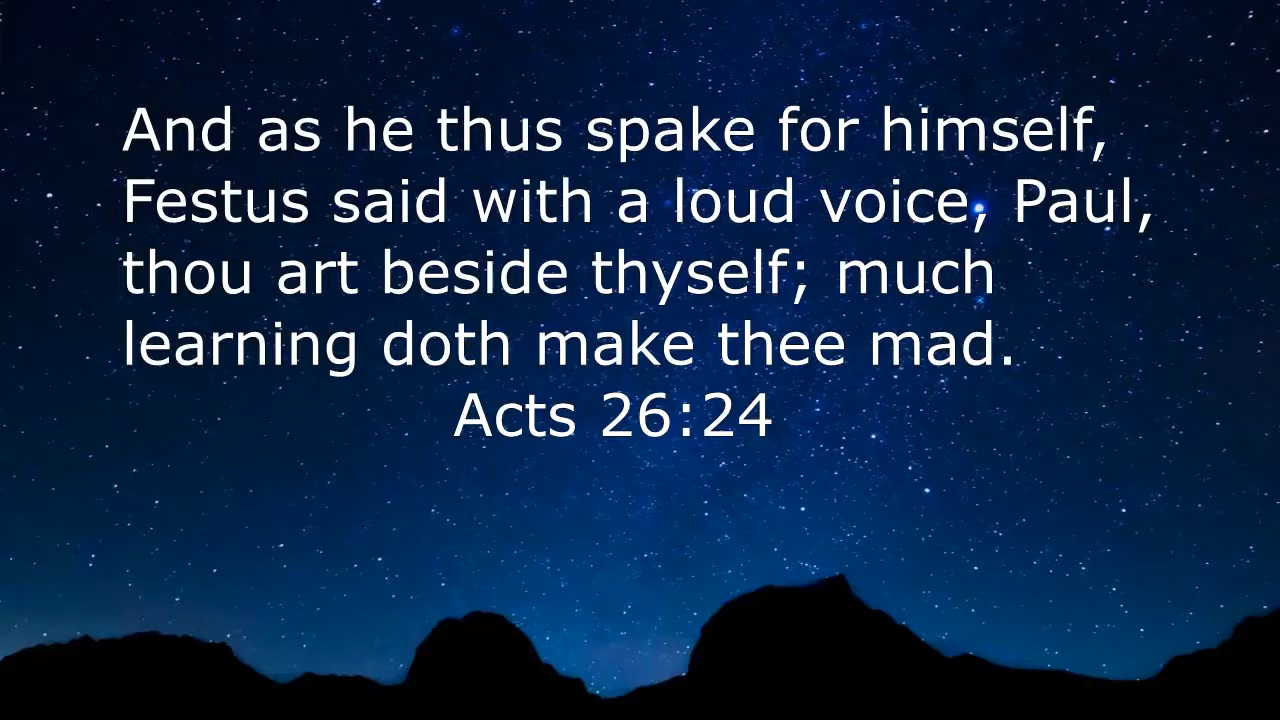 And as he thus spake for himself,
Festus said with a loud voice, Paul,
thou art beside thyself; much
learning doth make thee mad.
Acts 26:24